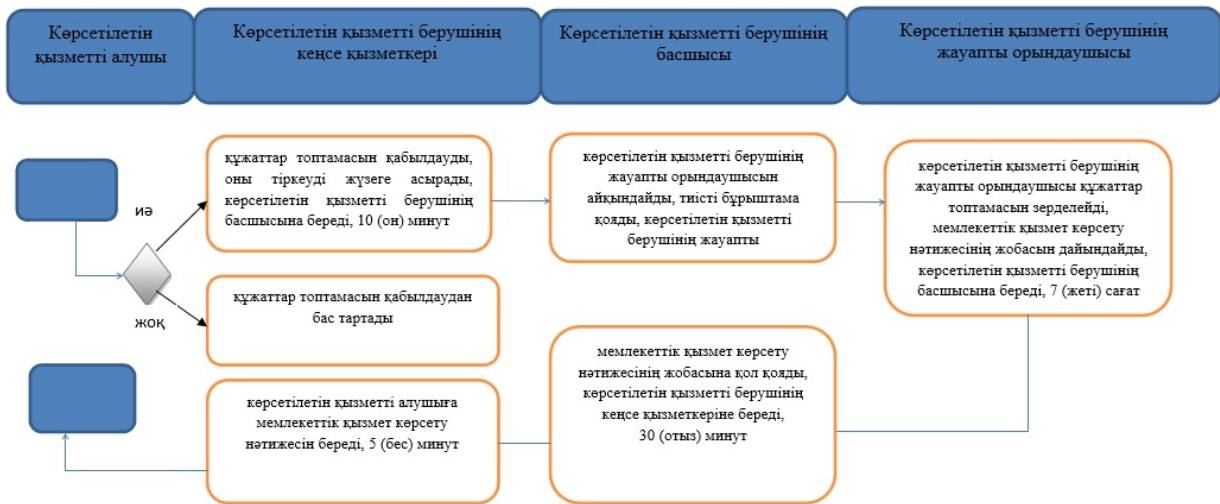 Көрсетілетін
қызметті алушы
Көрсетілетін қызметті берушінің
кеңсе қызметкері
Көрсетілетін қызметті берушінің
басшысы
Көрсетілетін қызметті берушінің
жауапты орындаушысы
иә
жоқ
құжаттар топтамасын қабылдауды,
оны тіркеуді жүзеге асырады,
көрсетілетін қызметті берушінің
басшысына береді, 10 (он) минут
көрсетілетін қызметті берушінің
жауапты орындаушысын
айқындайды, тиісті бұрыштама
қояды, көрсетілетін қызметті
берушінің жауапты
көрсетілетін қызметті берушінің
жауапты орындаушысы құжаттар
топтамасын зерделейді,
мемлекеттік қызмет көрсету
нәтижесінің жобасын дайындайды,
көрсетілетін қызметті берушінің
басшысына береді, 7 (жеті) сағат
құжаттар топтамасын қабылдаудан
бас тартады
мемлекеттік қызмет көрсету
нәтижесінің жобасына қол қояды,
көрсетілетін қызметті берушінің
кеңсе қызметкеріне береді,
30 (отыз) минут
көрсетілетін қызметті алушыға
мемлекеттік қызмет көрсету
нәтижесін береді, 5 (бес) минут